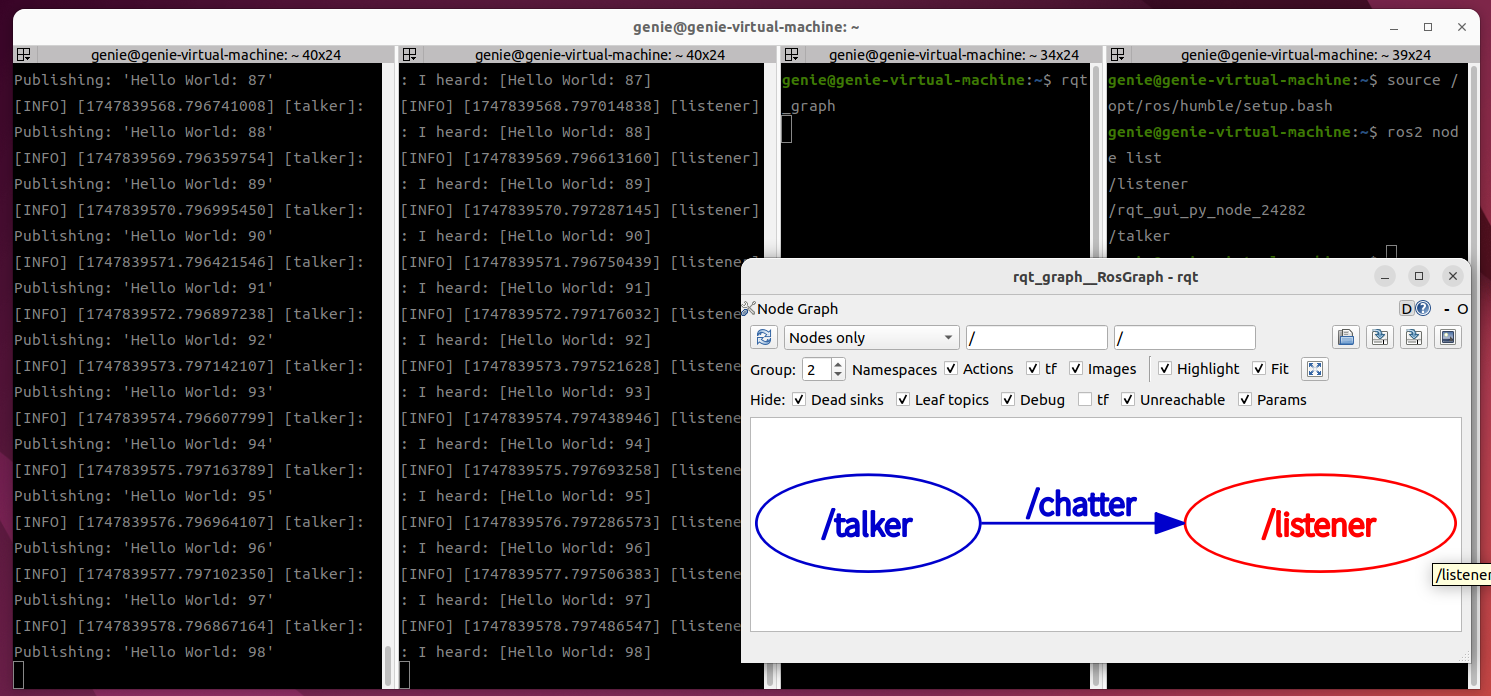 genie@genie-virtual-machine: ~
genie@genie-virtual-machine: ~ 40x24
Publishing: 'Hello World: 87'
[INFO] [1747839568.796741008] [talker]:
Publishing: 'Hello World: 88'
[INFO] [1747839569.796359754] [talker]:
Publishing: 'Hello World: 89'
[INFO] [1747839570.796995450] [talker]:
Publishing: 'Hello World: 90'
[INFO] [1747839571.796421546] [talker]:
Publishing: 'Hello World: 91'
[INFO] [1747839572.796897238] [talker]:
Publishing: 'Hello World: 92'
[INFO] [1747839573.797142107] [talker]:
Publishing: 'Hello World: 93'
[INFO] [1747839574.796607799] [talker]:
Publishing: 'Hello World: 94'
[INFO] [1747839575.797163789] [talker]:
Publishing: 'Hello World: 95'
[INFO] [1747839576.796964107] [talker]:
Publishing: 'Hello World: 96'
[INFO] [1747839577.797102350] [talker]:
Publishing: 'Hello World: 97'
[INFO] [1747839578.796867164] [talker]:
Publishing: 'Hello World: 98'
genie@genie-virtual-machine: ~ 40x24
: I heard: [Hello World: 87]
[INFO] [1747839568.797014838] [listener]
: I heard: [Hello World: 88]
[INFO] [1747839569.796613160] [listener]
: I heard: [Hello World: 89]
[INFO] [1747839570.797287145] [listener]
: I heard: [Hello World: 90]
[INFO] [1747839571.796750439] [listene
: I heard: [Hello World: 91]
[INFO] [1747839572.797176032] [listene
: I heard: [Hello World: 92]
[INFO] [1747839573.797521628] [listene
: I heard: [Hello World: 93]
[INFO] [1747839574.797438946] [listene
: I heard: [Hello World: 94]
[INFO] [1747839575.797693258] [listene
: I heard: [Hello World: 95]
[INFO] [1747839576.797286573] [listene
: I heard: [Hello World: 96]
[INFO] [1747839577.797506383] [listene
: I heard: [Hello World: 97]
[INFO] [1747839578.797486547] [listene
: I heard: [Hello World: 98]
genie@genie-virtual-machine: ~ 34x24
genie@genie-virtual-machine:~$ rqt
_graph
genie@genie-virtual-machine: ~ 39x24
genie@genie-virtual-machine:~$ source /
opt/ros/humble/setup.bash
genie@genie-virtual-machine:~$ ros2 nod
e list
/listener
/rqt_gui_py_node_24282
/talker
rqt_graph__RosGraph - rqt
Node Graph D ? - O
Nodes only / /
Group: 2 Namespaces Actions tf Images Highlight Fit
Hide: Dead sinks Leaf topics Debug tf Unreachable Params
/talker /chatter /listener
/listener